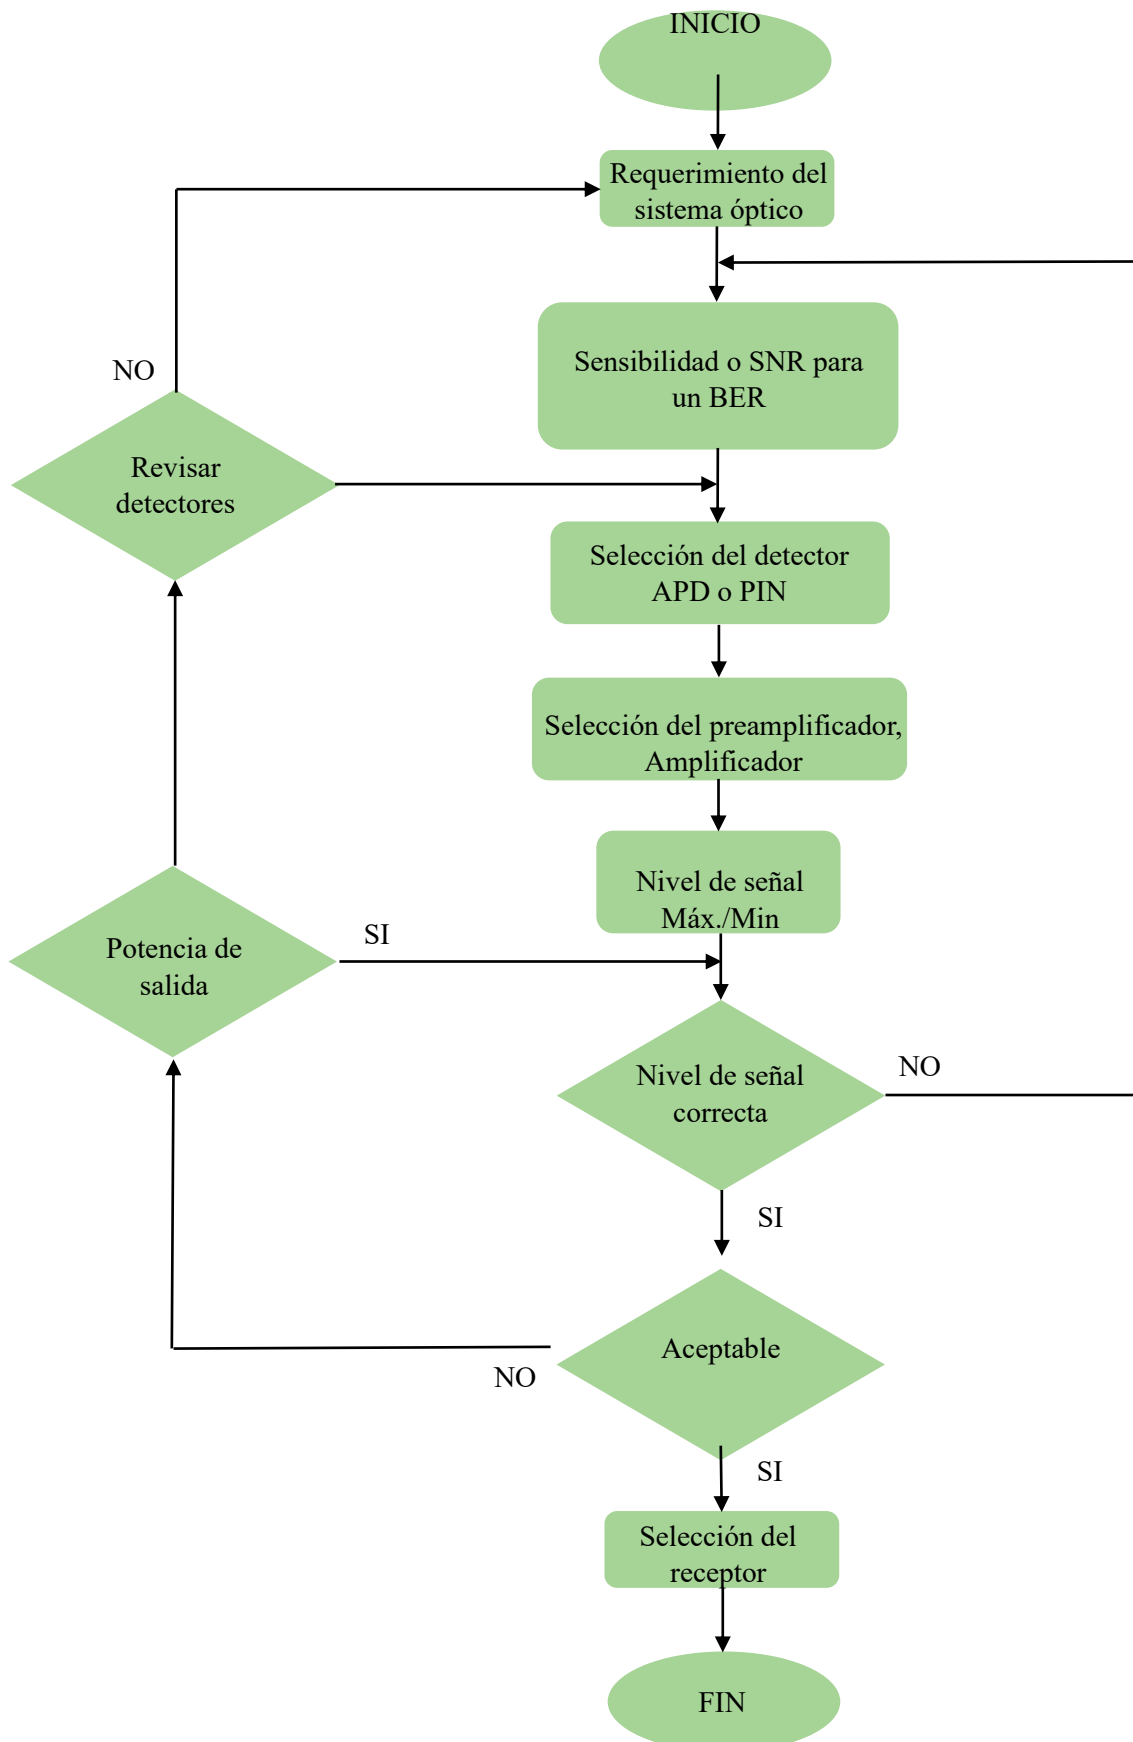 INICIO
Requerimiento del
sistema óptico
NO
Sensibilidad o SNR para
un BER
Revisar
detectores
Selección del detector
APD o PIN
Selección del preamplificador,
Amplificador
Nivel de señal
Máx./Min
Potencia de
salida
SI
Nivel de señal
correcta
NO
SI
Aceptable
NO
SI
Selección del
receptor
FIN